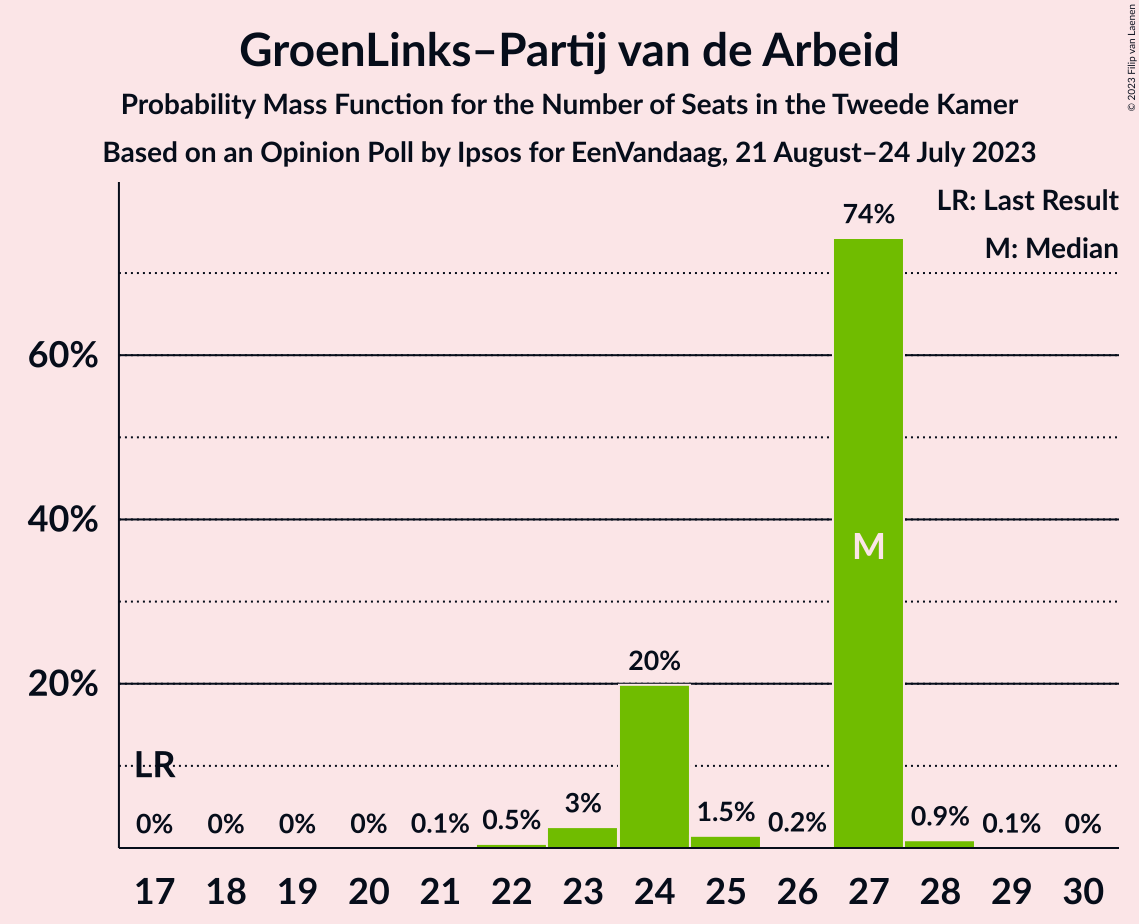 GroenLinks–Partij van de Arbeid
Probability Mass Function for the Number of Seats in the Tweede Kamer
Based on an Opinion Poll by Ipsos for EenVandaag, 21 August–24 July 2023
© 2023 Filip van Laenen
LR: Last Result
M: Median
74%
60%
40%
M
20%
20%
LR
0% 0% 0% 0% 0.1% 0.5% 3% 1.5% 0.2% 0.9% 0.1% 0%
17 18 19 20 21 22 23 24 25 26 27 28 29 30